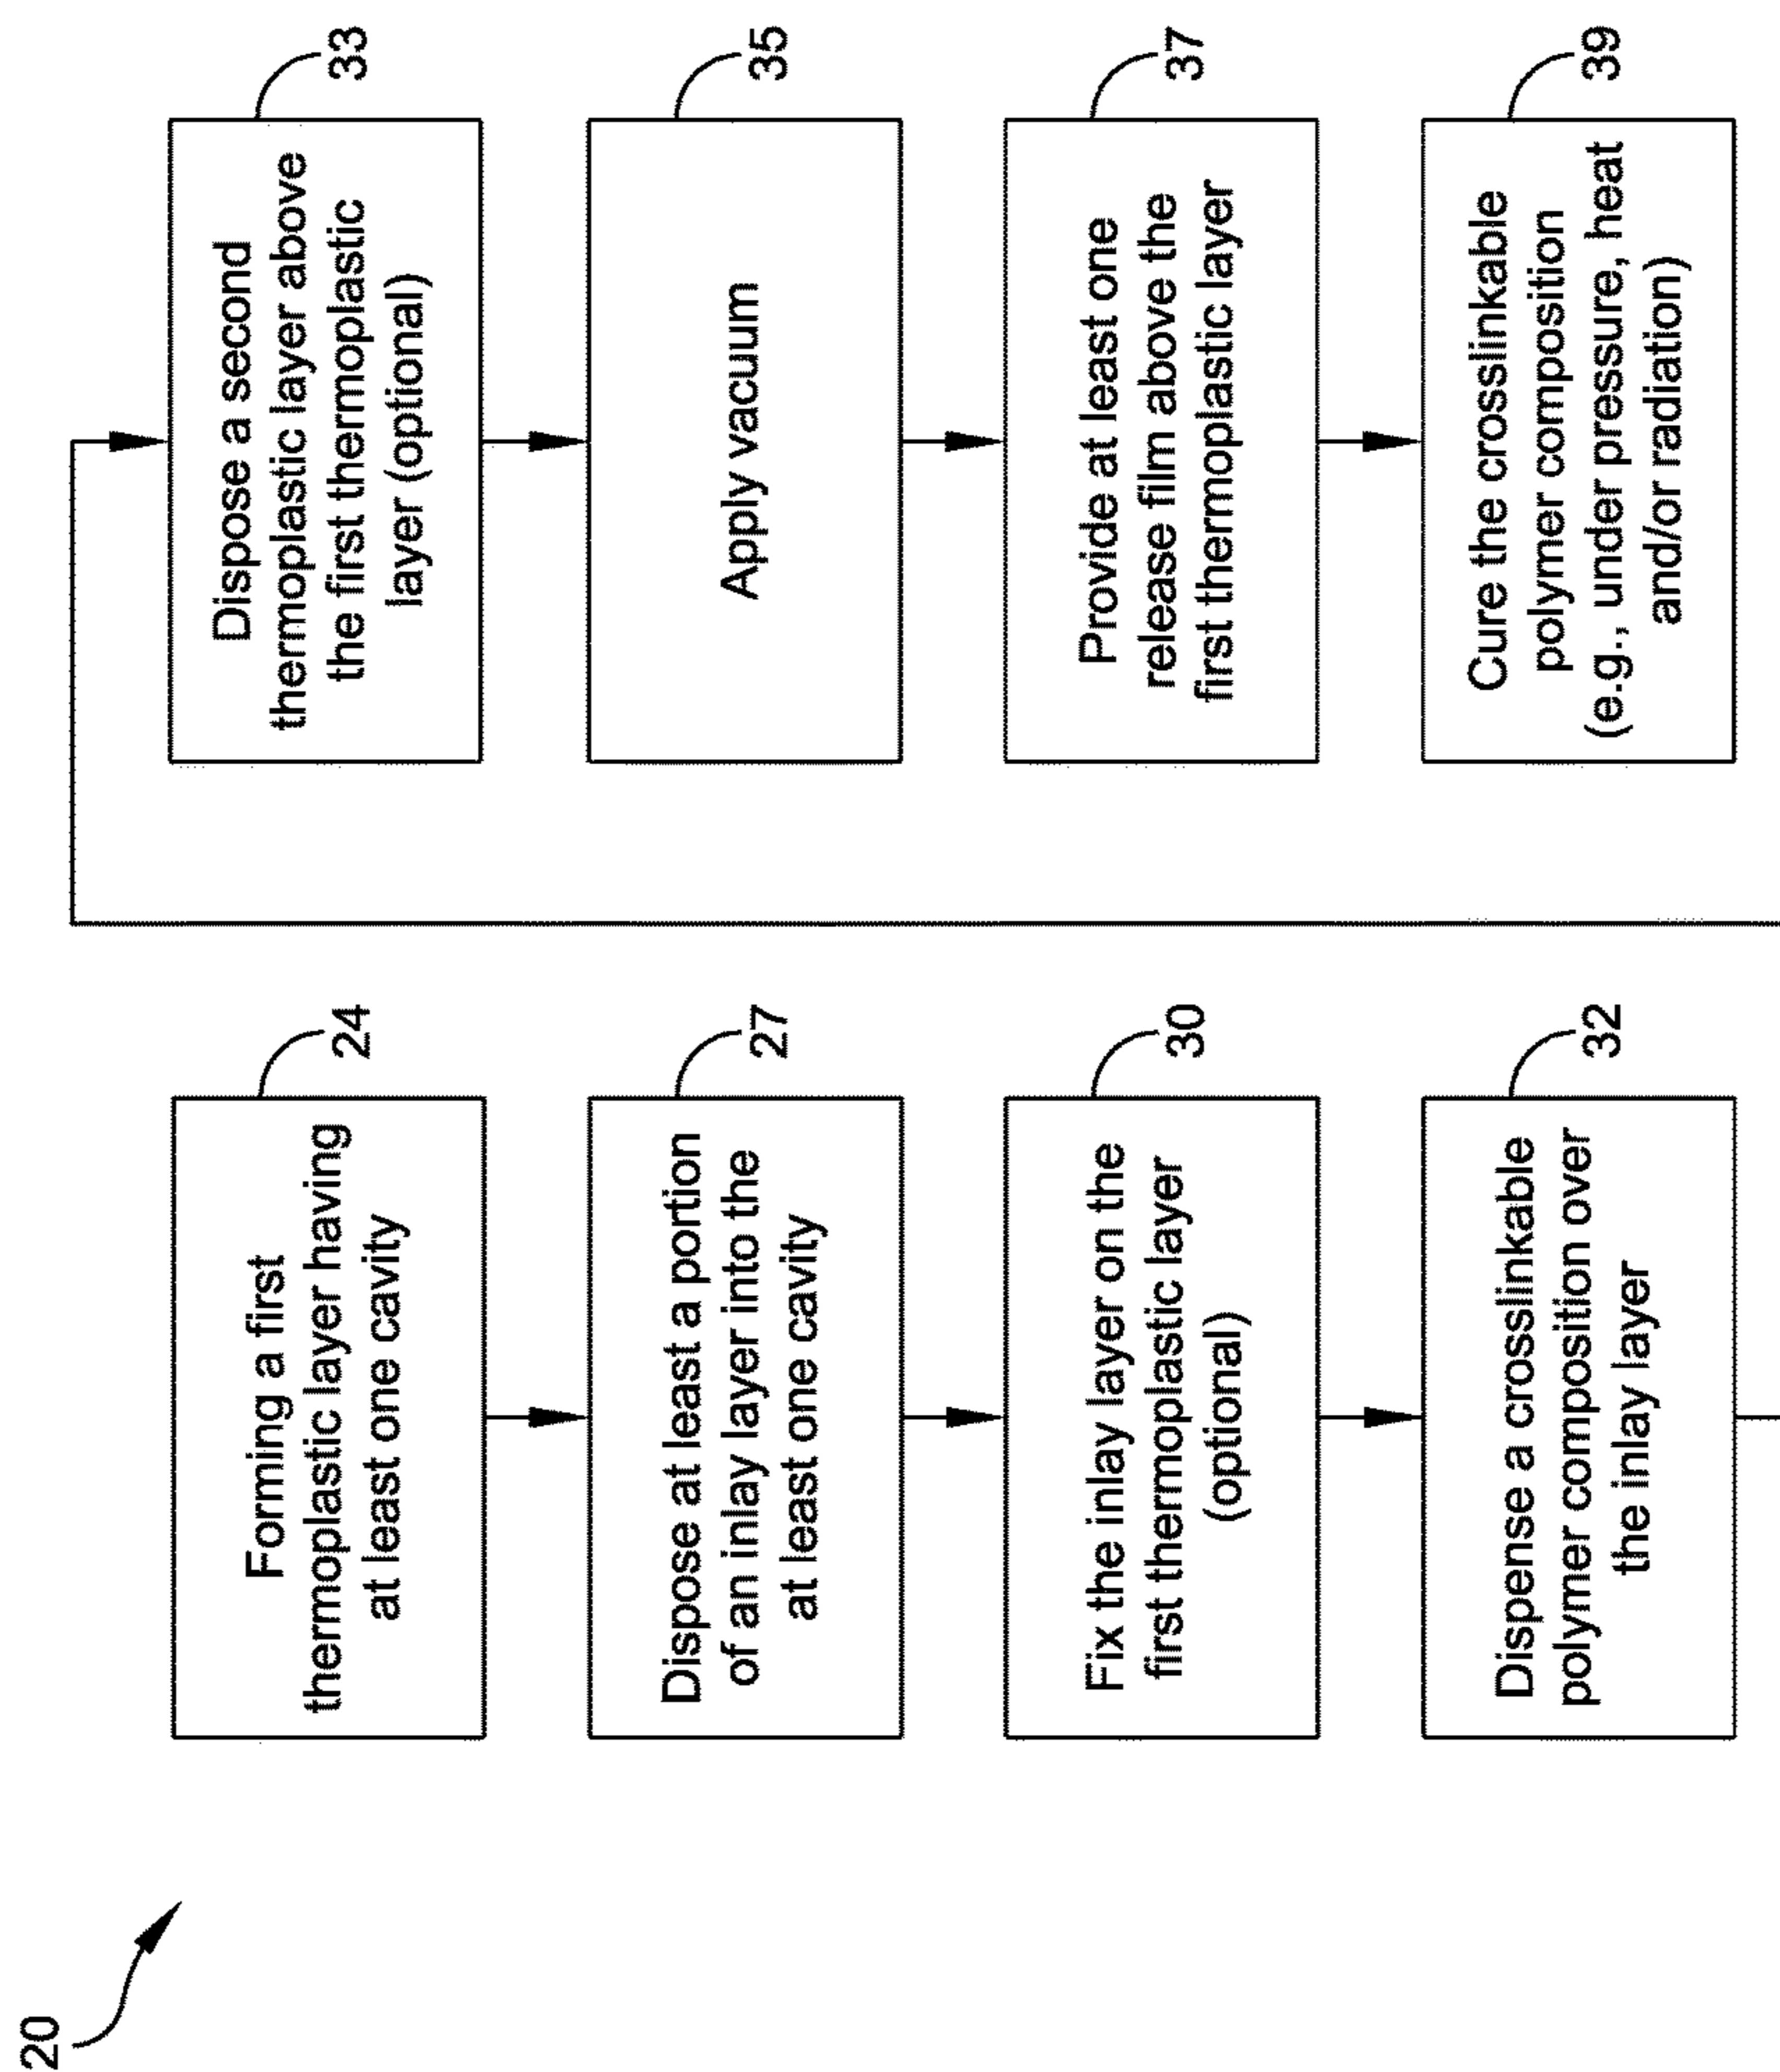 20
Forming a first
thermoplastic layer having
at least one cavity
24
Dispose at least a portion
of an inlay layer into the
at least one cavity
27
Fix the inlay layer on the
first thermoplastic layer
(optional)
30
Dispense a crosslinkable
polymer composition over
the inlay layer
32
Dispose a second
thermoplastic layer above
the first thermoplastic
layer (optional)
33
Apply vacuum
35
Provide at least one
release film above the
first thermoplastic layer
37
Cure the crosslinkable
polymer composition
(e.g., under pressure, heat
and/or radiation)
39